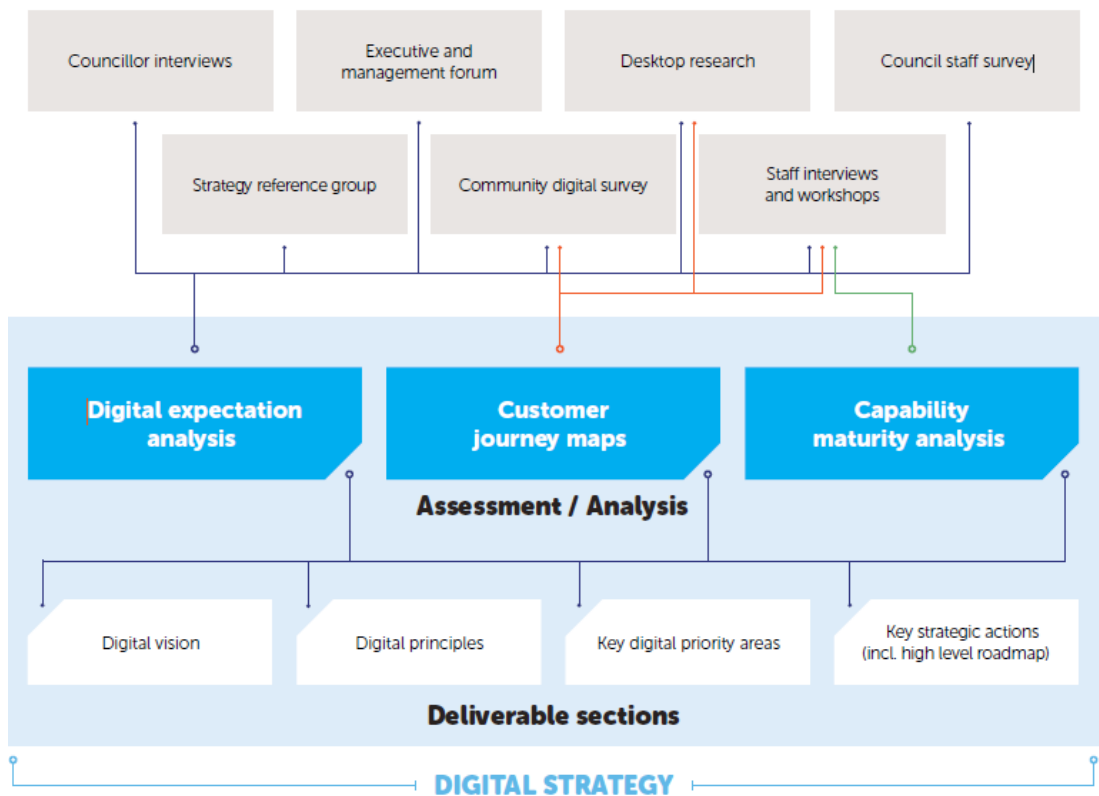 Councillor interviews
Executive and
management forum
Desktop research
Council staff survey
Strategy reference group
Community digital survey
Staff interviews
and workshops
Digital expectation
analysis
Customer
journey maps
Capability
maturity analysis
Assessment / Analysis
Digital vision
Digital principles
Key digital priority areas
Key strategic actions
(incl. high level roadmap)
Deliverable sections
DIGITAL STRATEGY